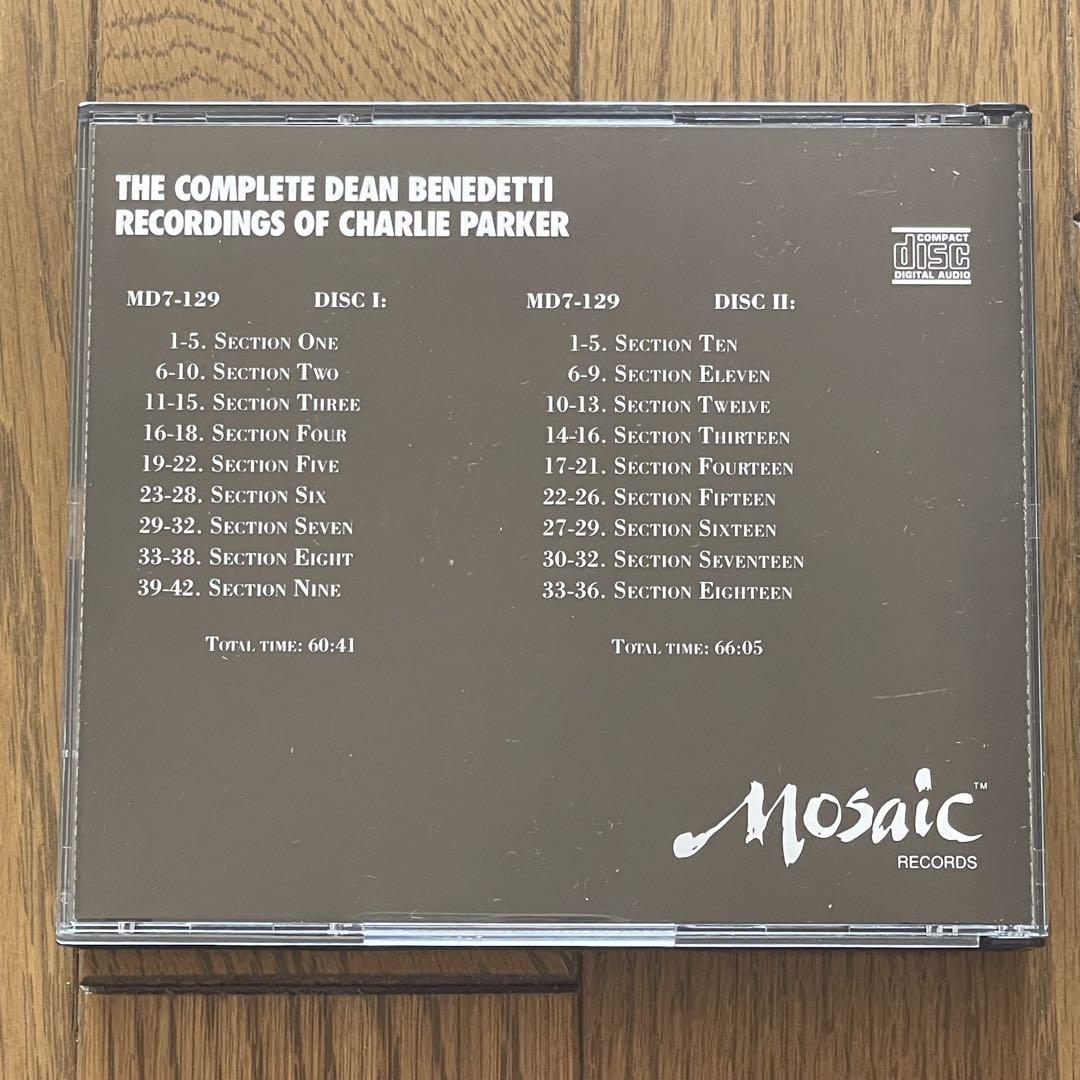 THE COMPLETE DEAN BENEDETTI
RECORDINGS OF CHARLIE PARKER
COMPACT
disc
DIGITAL AUDIO
MD7-129 DISC I:
1-5. SECTION ONE
6-10. SECTION TWO
11-15. SECTION THREE
16-18. SECTION FOUR
19-22. SECTION FIVE
23-28. SECTION SIX
29-32. SECTION SEVEN
33-38. SECTION EIGHT
39-42. SECTION NINE
TOTAL TIME: 60:41
MD7-129 DISC II:
1-5. SECTION TEN
6-9. SECTION ELEVEN
10-13. SECTION TWELVE
14-16. SECTION THIRTEEN
17-21. SECTION FOURTEEN
22-26. SECTION FIFTEEN
27-29. SECTION SIXTEEN
30-32. SECTION SEVENTEEN
33-36. SECTION EIGHTEEN
TOTAL TIME: 66:05
Mosaic™
RECORDS